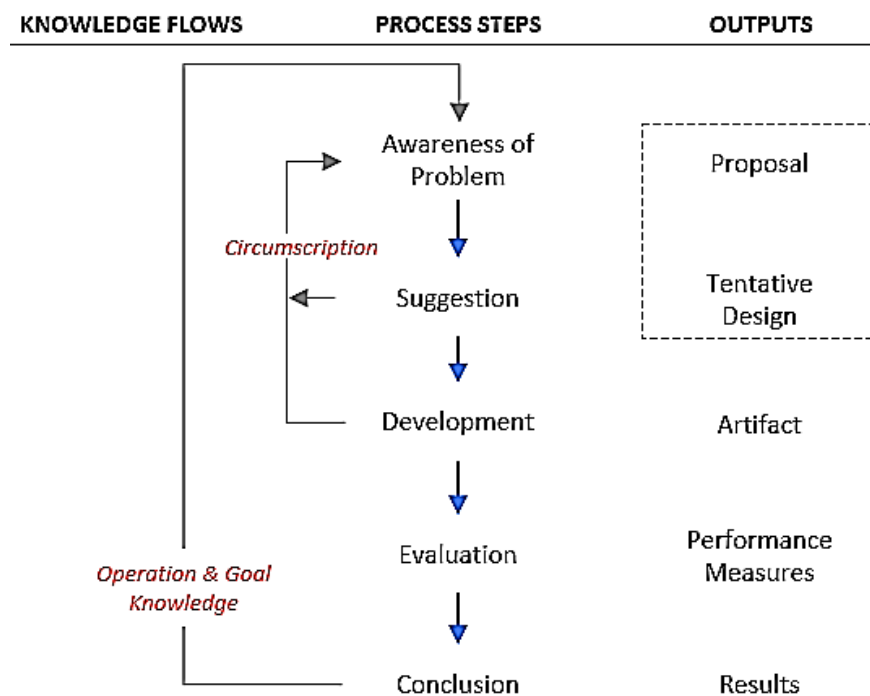 KNOWLEDGE FLOWS PROCESS STEPS OUTPUTS
Awareness of
Problem
Proposal
Circumscription
Suggestion
Tentative
Design
Development
Artifact
Evaluation
Performance
Measures
Operation & Goal
Knowledge
Conclusion
Results